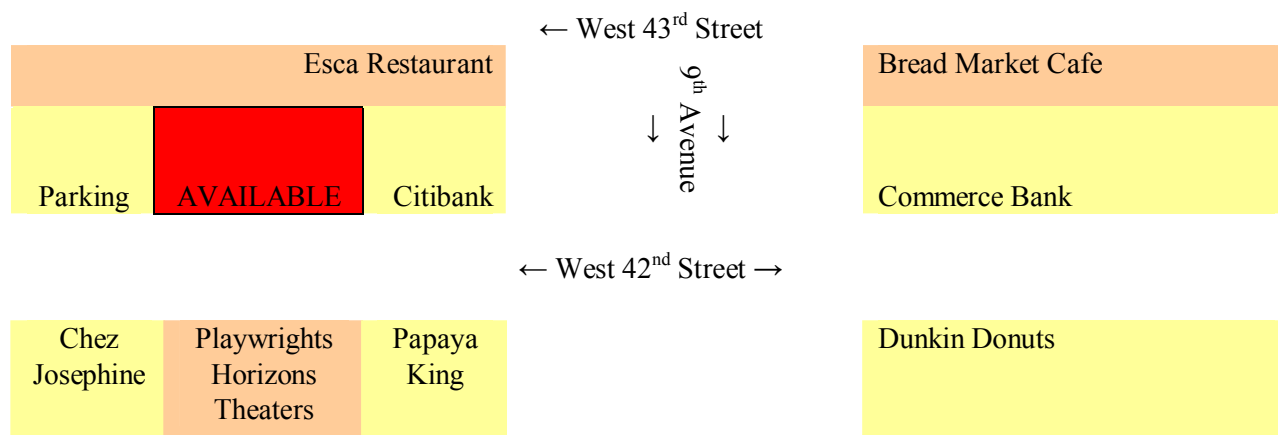 ← West 43rd Street
Esca Restaurant
9th Avenue
↓ ↓
Bread Market Cafe
Parking
AVAILABLE
Citibank
Commerce Bank
← West 42nd Street →
Chez
Josephine
Playwrights
Horizons
Theaters
Papaya
King
Dunkin Donuts